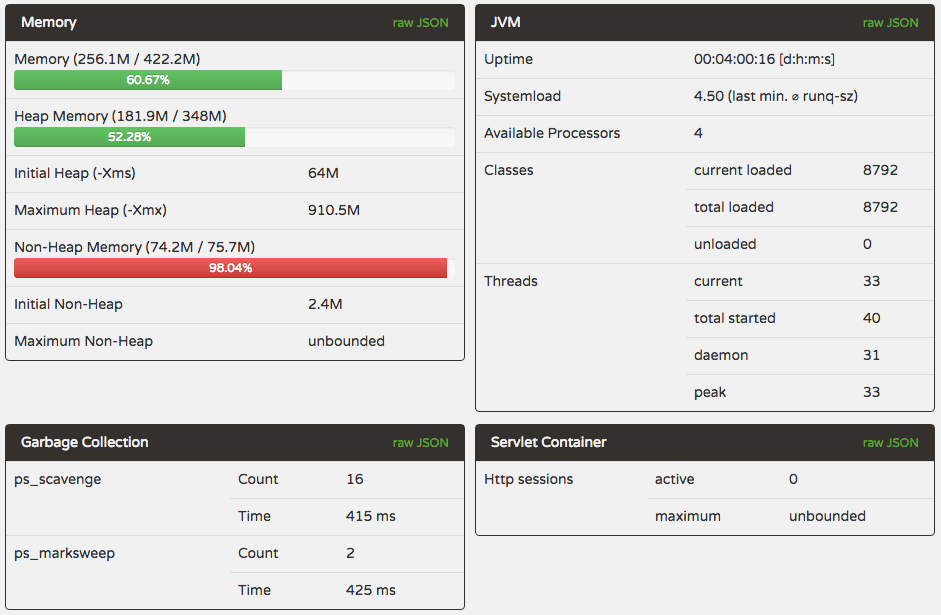 Memory raw JSON
Memory (256.1M / 422.2M)
60.67%
Heap Memory (181.9M / 348M)
52.28%
Initial Heap (-Xms) 64M
Maximum Heap (-Xmx) 910.5M
Non-Heap Memory (74.2M / 75.7M)
98.04%
Initial Non-Heap 2.4M
Maximum Non-Heap unbounded
JVM raw JSON
Uptime 00:04:00:16 [d:h:m:s]
Systemload 4.50 (last min. ⌀ runq-sz)
Available Processors 4
Classes current loaded 8792
total loaded 8792
unloaded 0
Threads current 33
total started 40
daemon 31
peak 33
Garbage Collection raw JSON
ps_scavenge Count 16
Time 415 ms
ps_marksweep Count 2
Time 425 ms
Servlet Container raw JSON
Http sessions active 0
maximum unbounded